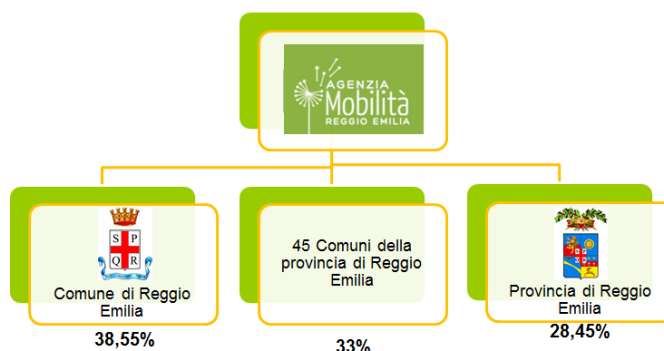 AGENZIA
Mobilità
REGGIO EMILIA
S P
Q R
Comune di Reggio
Emilia
38,55%
45 Comuni della
provincia di Reggio
Emilia
33%
Provincia di Reggio
Emilia
28,45%